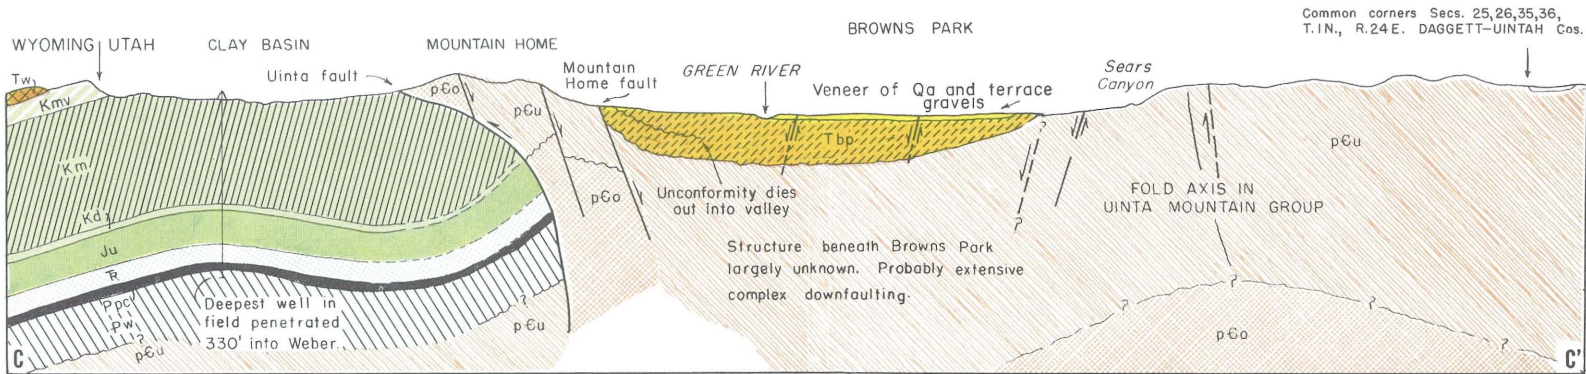 Common corners Secs. 25,26,35,36,
T.IN., R.24E. DAGGETT-UINTAH Cos.
BROWNS PARK
WYOMING UTAH
CLAY BASIN
MOUNTAIN HOME
Tw
Kmv
Uinta fault
p€o
p€u
Mountain
Home fault
GREEN RIVER
Veneer of Qa and terrace
gravels
Sears
Canyon
p€u
Tbp
?
p€u
Km
p€o
Unconformity dies
out into valley
FOLD AXIS IN
UINTA MOUNTAIN GROUP
Kd
Ju
?
Structure beneath Browns Park
largely unknown. Probably extensive
complex downfaulting.
T̅R
Ppc
Pw
?
p€u
Deepest well in
field penetrated
330' into Weber.
?
p€u
?
?
?
?
p€o
C
C'